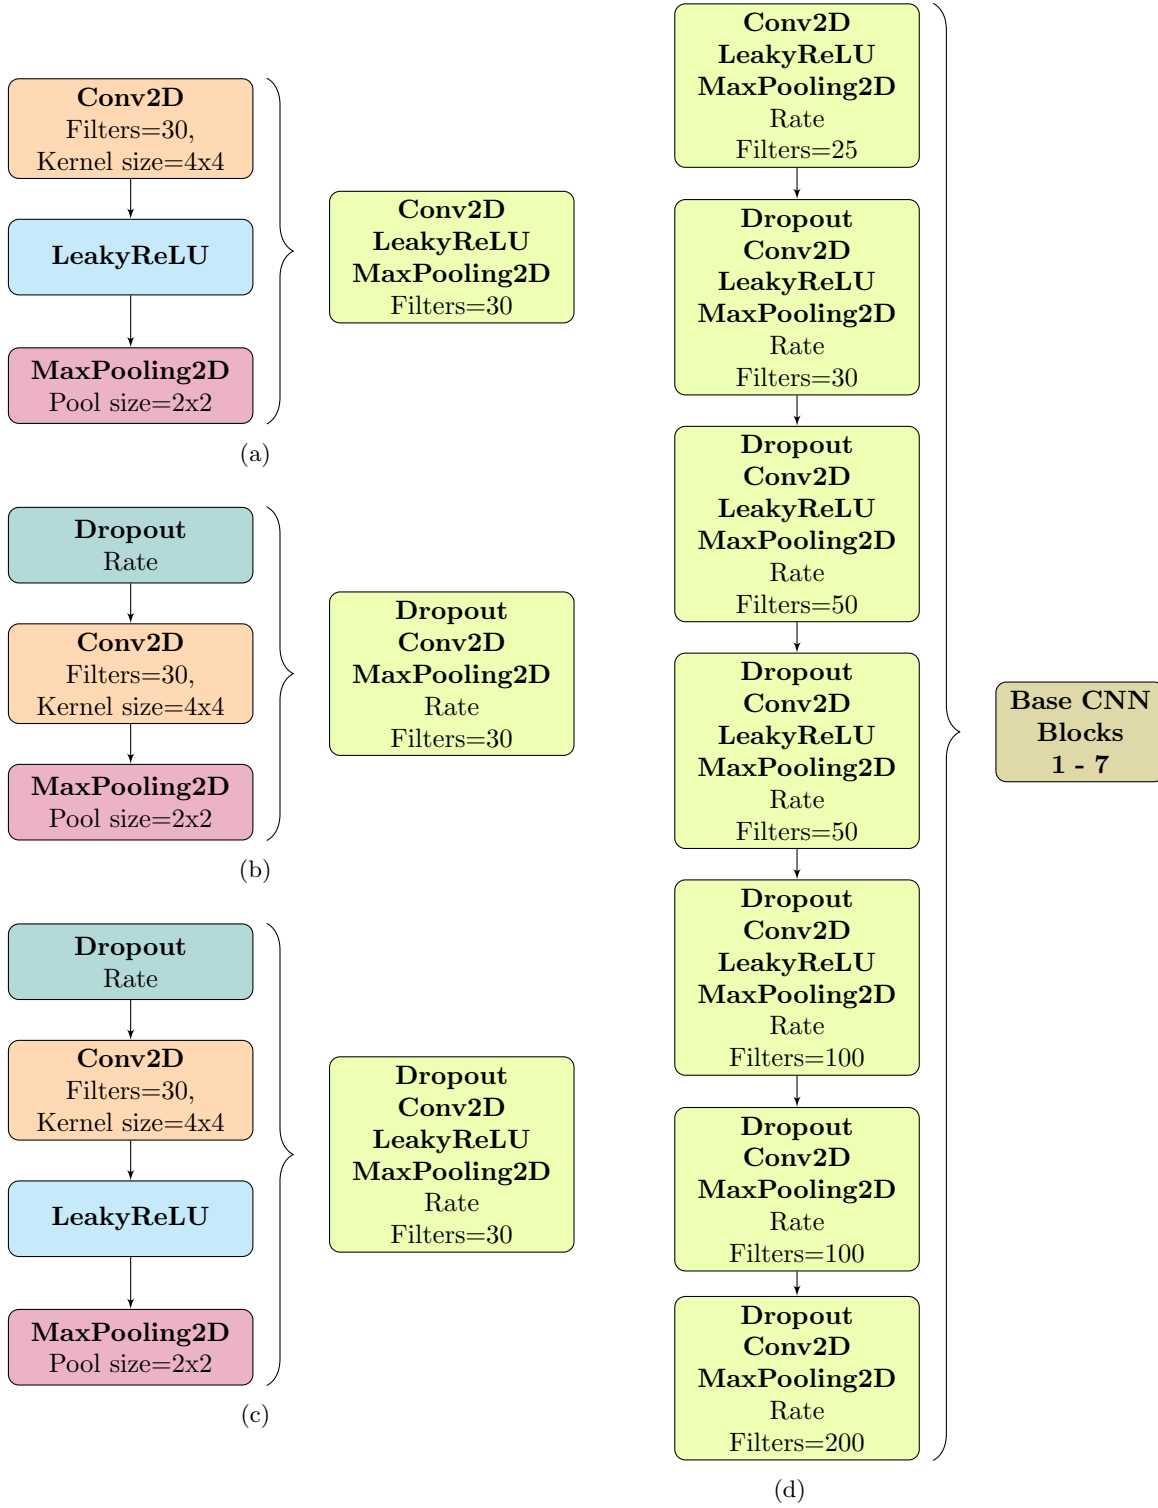 Conv2D
Filters=30,
Kernel size=4x4
LeakyReLU
MaxPooling2D
Pool size=2x2
Conv2D
LeakyReLU
MaxPooling2D
Filters=30
(a)
Dropout
Rate
Conv2D
Filters=30,
Kernel size=4x4
MaxPooling2D
Pool size=2x2
Dropout
Conv2D
MaxPooling2D
Rate
Filters=30
(b)
Dropout
Rate
Conv2D
Filters=30,
Kernel size=4x4
LeakyReLU
MaxPooling2D
Pool size=2x2
Dropout
Conv2D
LeakyReLU
MaxPooling2D
Rate
Filters=30
(c)
Conv2D
LeakyReLU
MaxPooling2D
Rate
Filters=25
Dropout
Conv2D
LeakyReLU
MaxPooling2D
Rate
Filters=30
Dropout
Conv2D
LeakyReLU
MaxPooling2D
Rate
Filters=50
Dropout
Conv2D
LeakyReLU
MaxPooling2D
Rate
Filters=50
Dropout
Conv2D
LeakyReLU
MaxPooling2D
Rate
Filters=100
Dropout
Conv2D
MaxPooling2D
Rate
Filters=100
Dropout
Conv2D
MaxPooling2D
Rate
Filters=200
Base CNN
Blocks
1 - 7
(d)